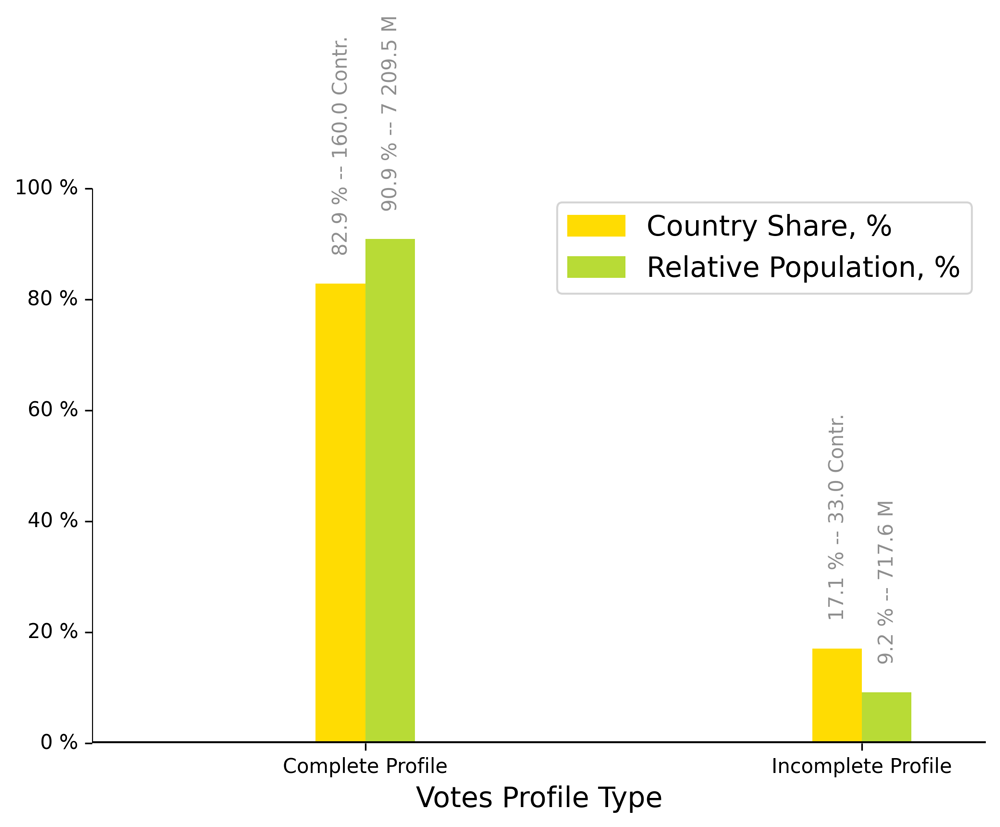 82.9 % -- 160.0 Contr.
90.9 % -- 7 209.5 M
100 %
80 %
60 %
40 %
20 %
0 %
Country Share, %
Relative Population, %
17.1 % -- 33.0 Contr.
9.2 % -- 717.6 M
Complete Profile
Incomplete Profile
Votes Profile Type